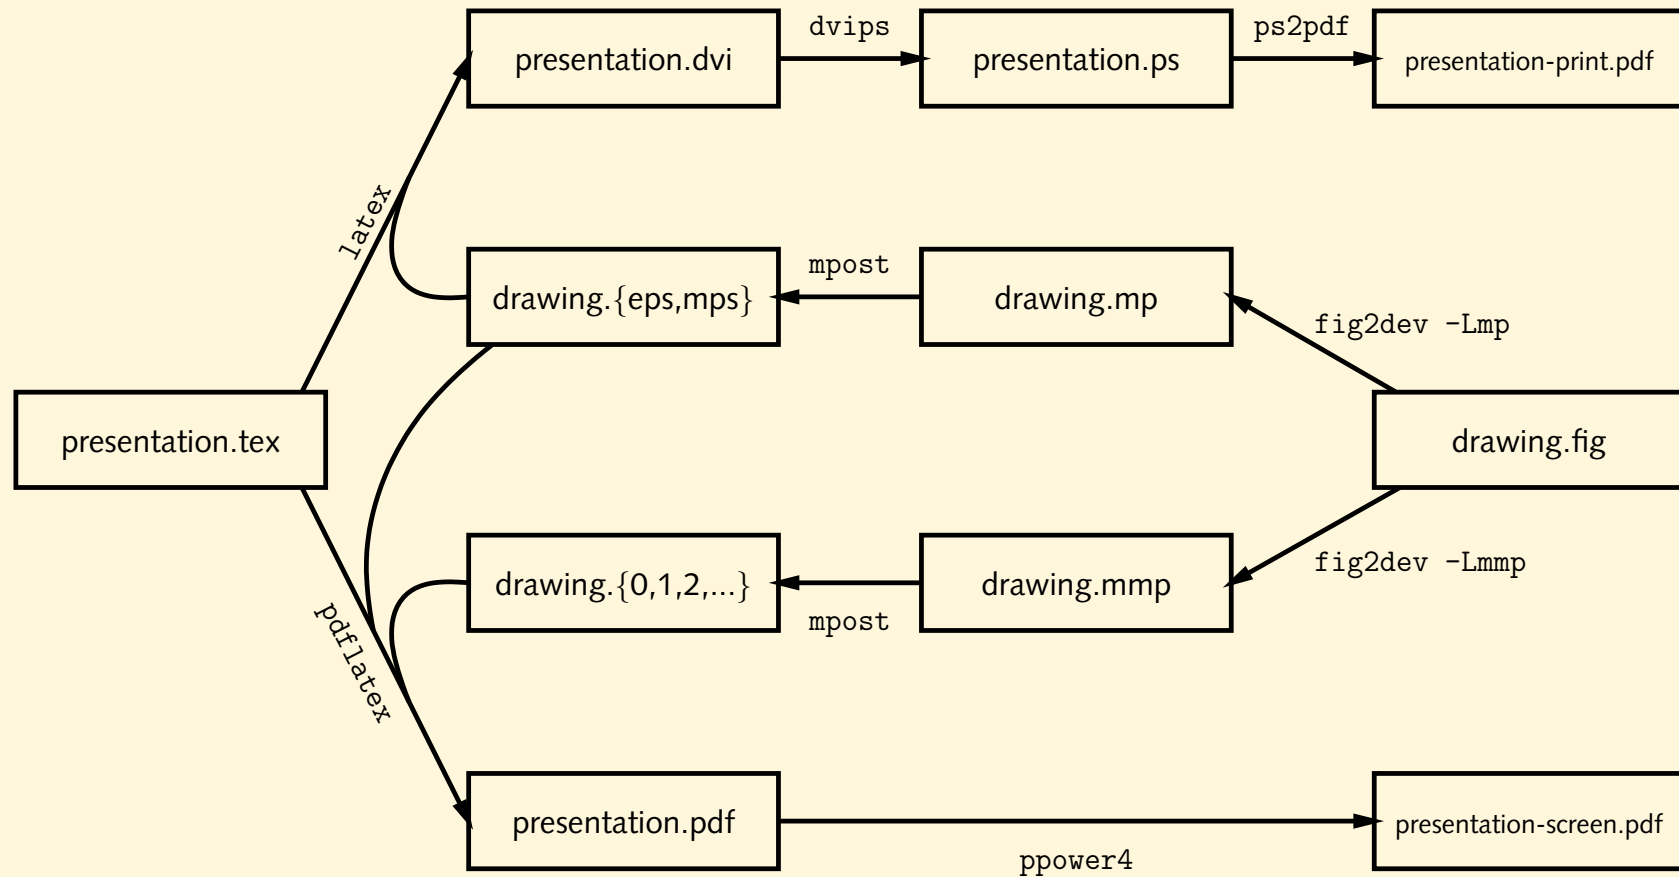 dvips
ps2pdf
presentation.dvi
presentation.ps
presentation-print.pdf
latex
mpost
drawing.{eps,mps}
drawing.mp
fig2dev -Lmp
presentation.tex
drawing.fig
fig2dev -Lmmp
drawing.{0,1,2,...}
drawing.mmp
mpost
pdflatex
presentation.pdf
presentation-screen.pdf
ppower4